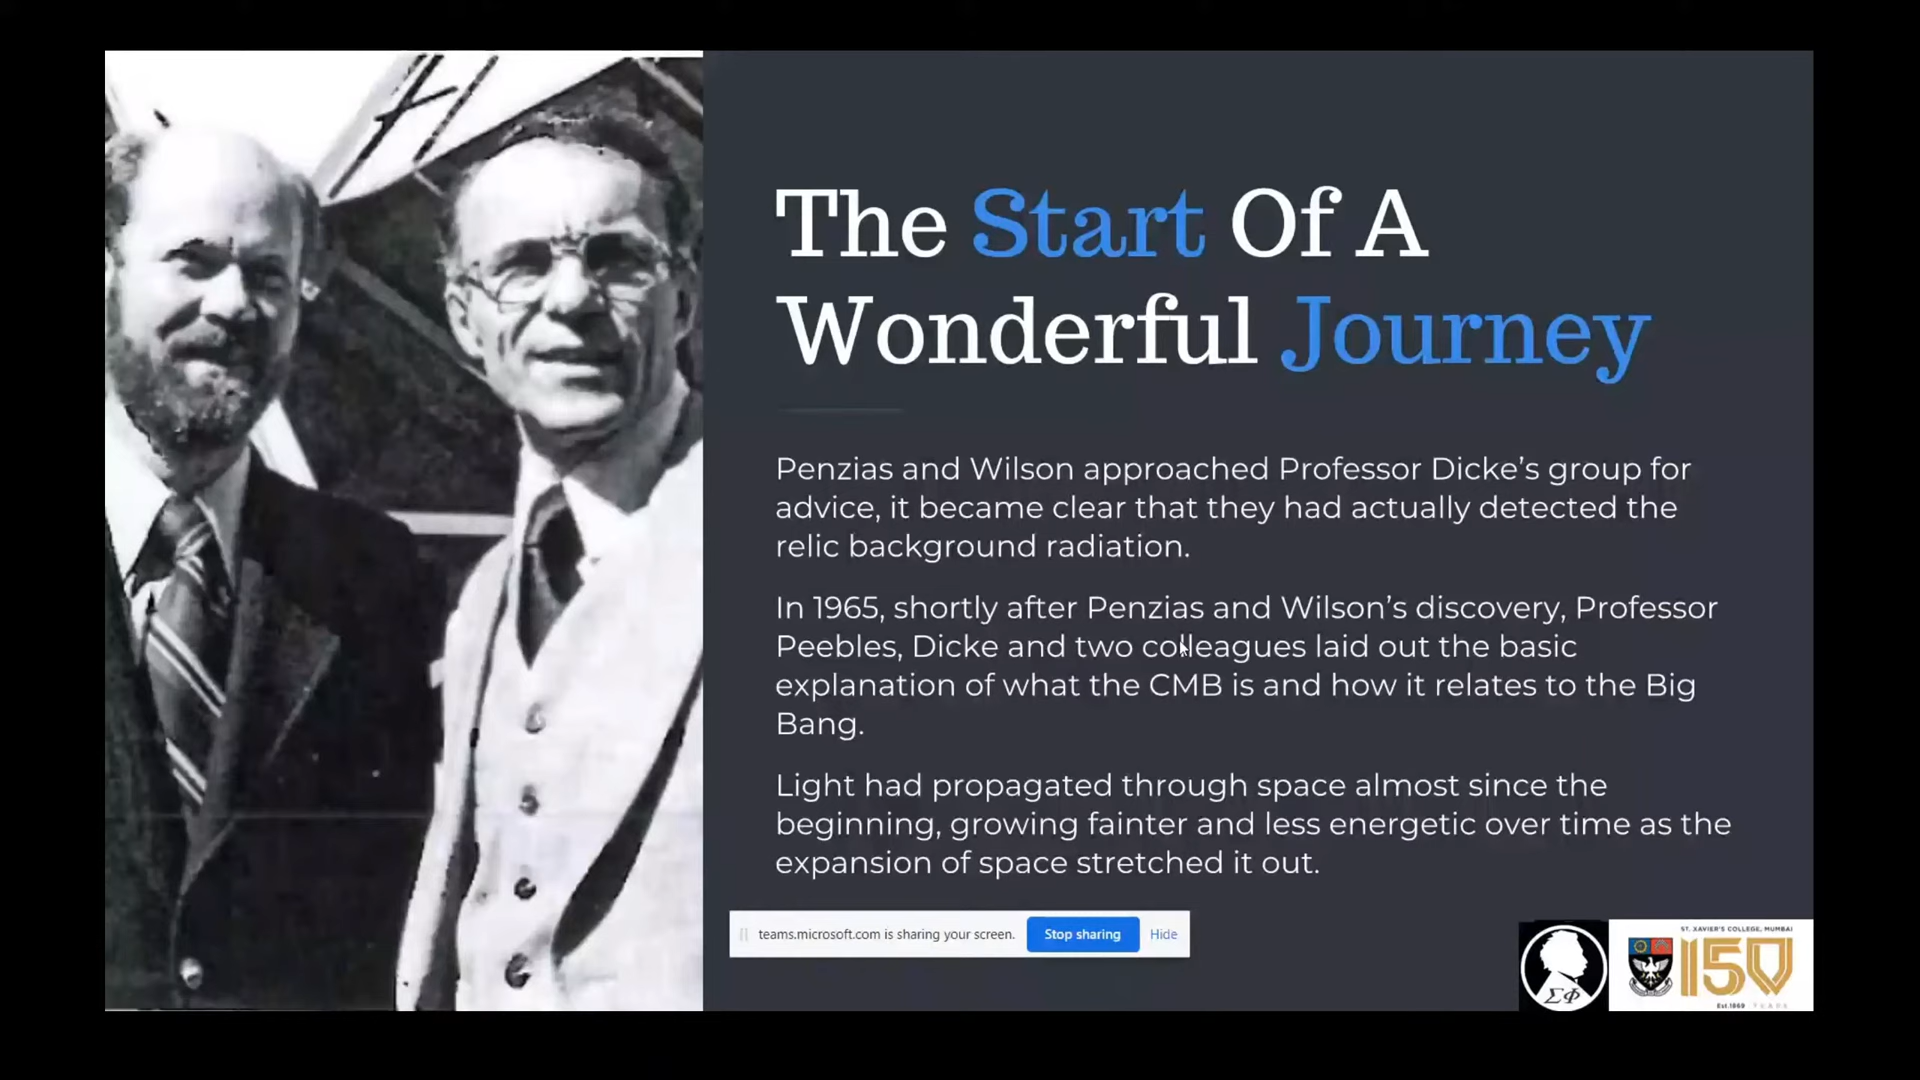 The Start Of A
Wonderful Journey
Penzias and Wilson approached Professor Dicke’s group for
advice, it became clear that they had actually detected the
relic background radiation.
In 1965, shortly after Penzias and Wilson’s discovery, Professor
Peebles, Dicke and two colleagues laid out the basic
explanation of what the CMB is and how it relates to the Big
Bang.
Light had propagated through space almost since the
beginning, growing fainter and less energetic over time as the
expansion of space stretched it out.
teams.microsoft.com is sharing your screen. Stop sharing Hide
ΣΦ
ST. XAVIER'S COLLEGE, MUMBAI
150
Est.1869 YEARS